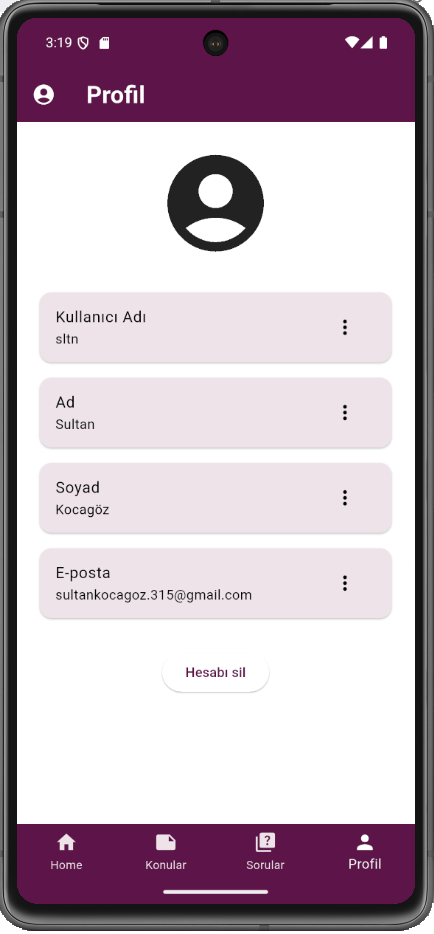 3:19
Profil
Kullanıcı Adı
sltn
Ad
Sultan
Soyad
Kocagöz
E-posta
sultankocagoz.315@gmail.com
Hesabı sil
Home Konular Sorular Profil